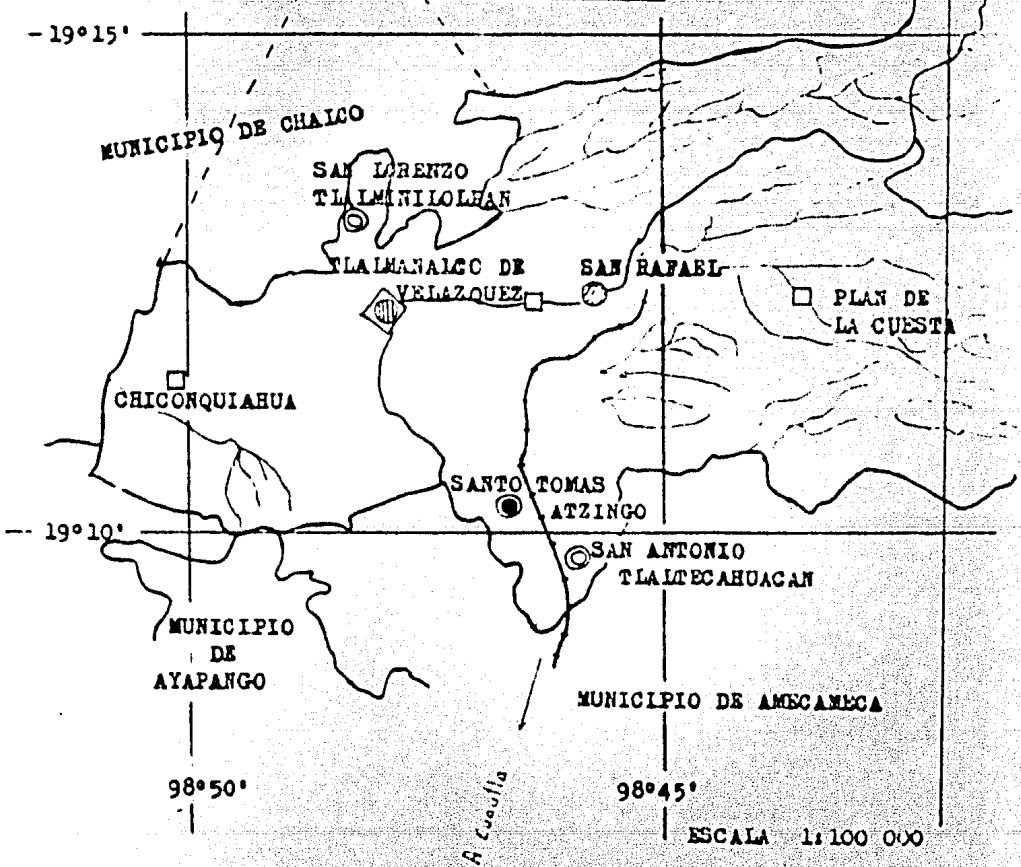 19°15'
MUNICIPIO DE CHALCO
SAN LORENZO
TLALMINILOLPAN
TLALMANALCO DE
VELAZQUEZ
SAN RAFAEL
PLAN DE
LA CUESTA
CHICONQUIAHUA
SANTO TOMAS
ATZINGO
19°10'
SAN ANTONIO
TLALTECAHUACAN
MUNICIPIO
DE
AYAPANGO
MUNICIPIO DE AMECAMECA
98°50'
98°45'
A Cuautla
ESCALA 1:100 000